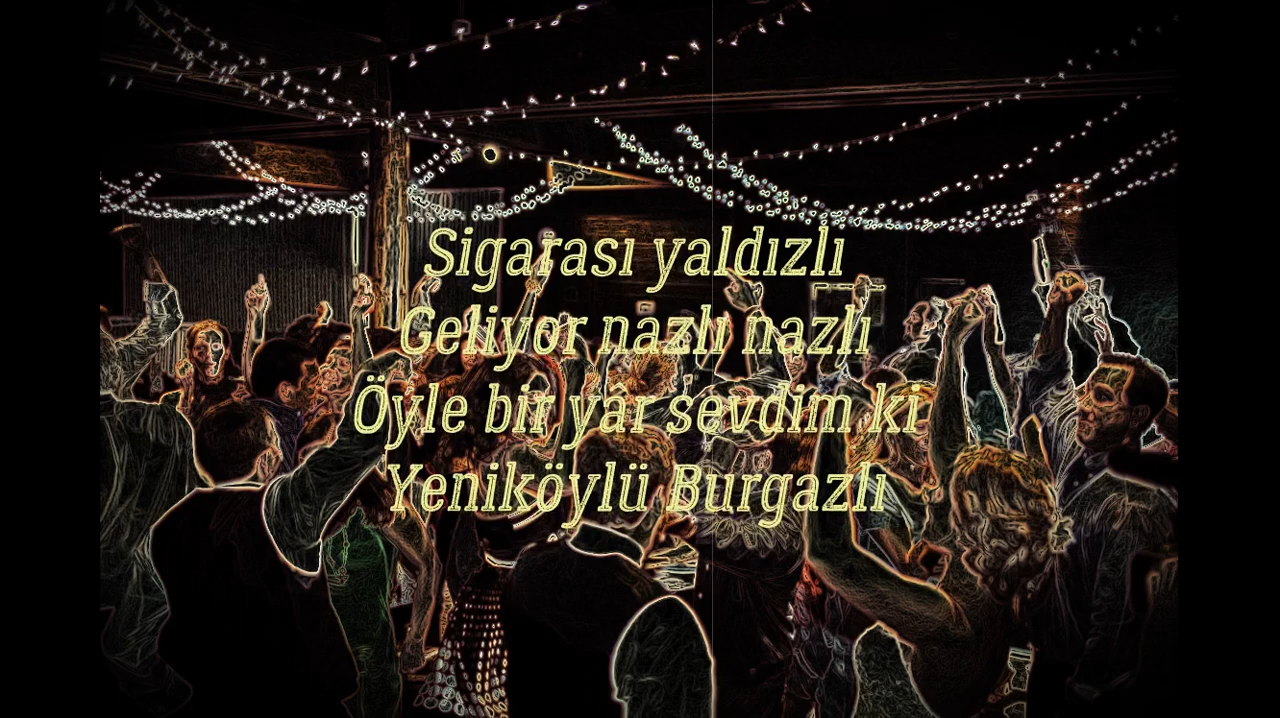 Sigarası yaldızlı
Geliyor nazlı nazlı
Öyle bir yâr sevdim ki
Yeniköylü Burgazlı